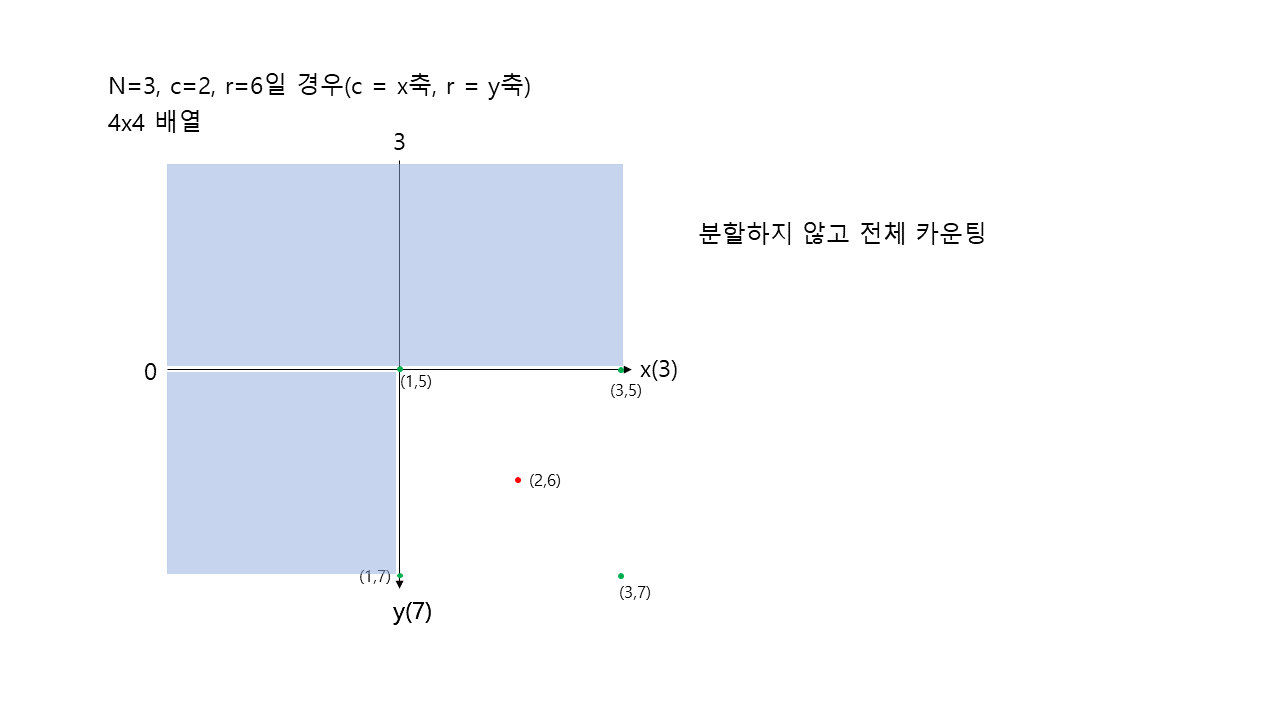 N=3, c=2, r=6일 경우(c = x축, r = y축)
4x4 배열
3
분할하지 않고 전체 카운팅
0
x(3)
(1,5)
(3,5)
(2,6)
(1,7)
(3,7)
y(7)